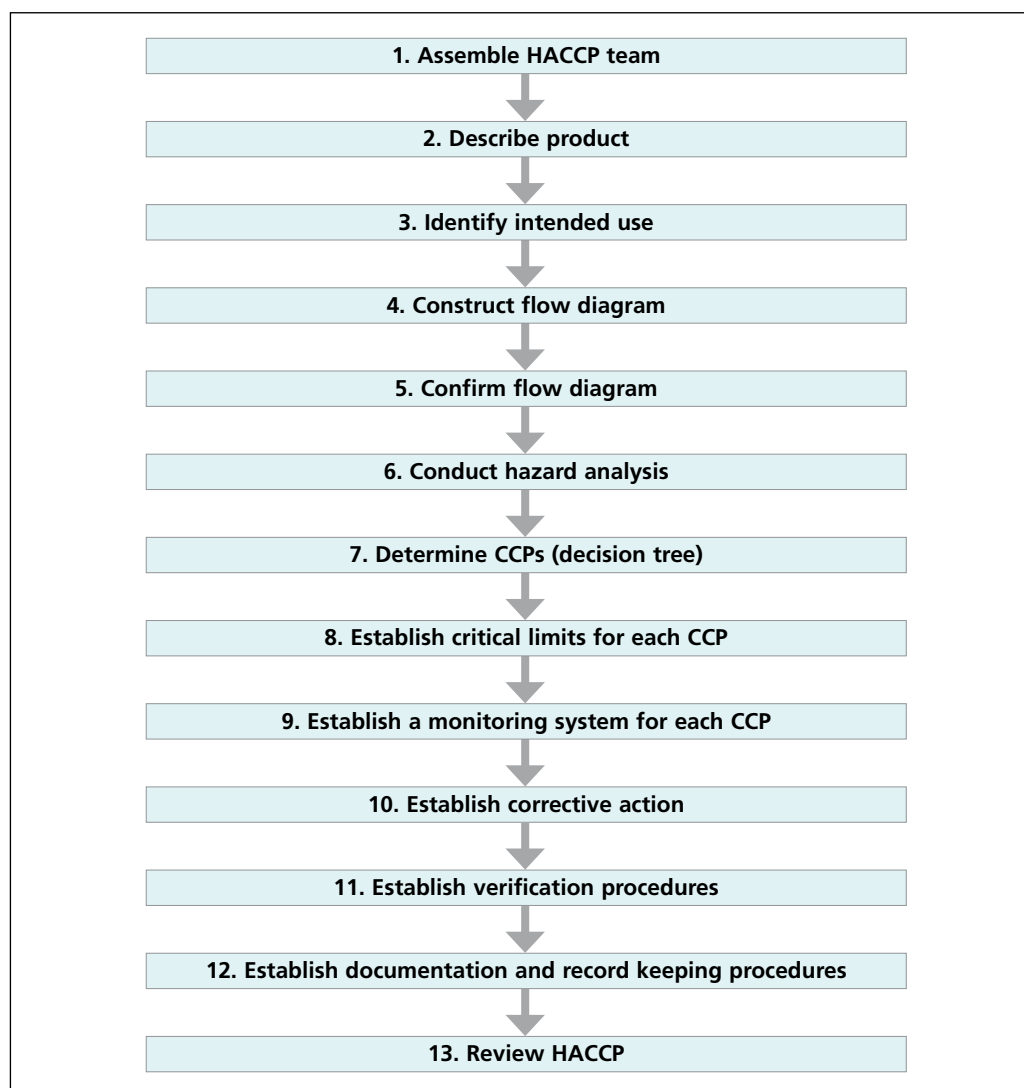 1. Assemble HACCP team
2. Describe product
3. Identify intended use
4. Construct flow diagram
5. Confirm flow diagram
6. Conduct hazard analysis
7. Determine CCPs (decision tree)
8. Establish critical limits for each CCP
9. Establish a monitoring system for each CCP
10. Establish corrective action
11. Establish verification procedures
12. Establish documentation and record keeping procedures
13. Review HACCP